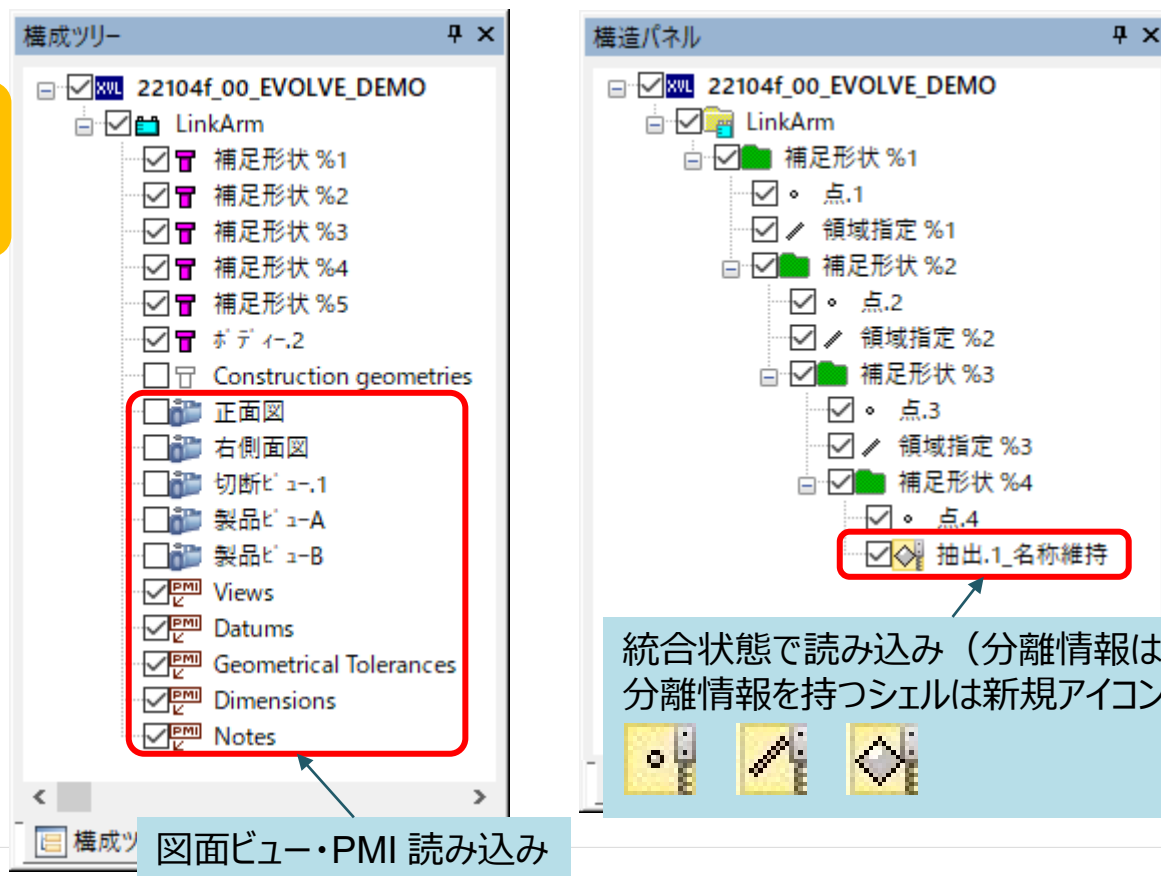 構成ツリー
XVL 22104f_00_EVOLVE_DEMO
LinkArm
補足形状 %1
補足形状 %2
補足形状 %3
補足形状 %4
補足形状 %5
ﾎﾞﾃﾞｨｰ.2
Construction geometries
正面図
右側面図
切断ﾋﾞｭｰ.1
製品ﾋﾞｭｰA
製品ﾋﾞｭｰB
PMI Views
PMI Datums
PMI Geometrical Tolerances
PMI Dimensions
PMI Notes
構成ツ
図面ビュー・PMI 読み込み
構造パネル
XVL 22104f_00_EVOLVE_DEMO
LinkArm
補足形状 %1
点.1
領域指定 %1
補足形状 %2
点.2
領域指定 %2
補足形状 %3
点.3
領域指定 %3
補足形状 %4
点.4
抽出.1_名称維持
統合状態で読み込み（分離情報は
分離情報を持つシェルは新規アイコン